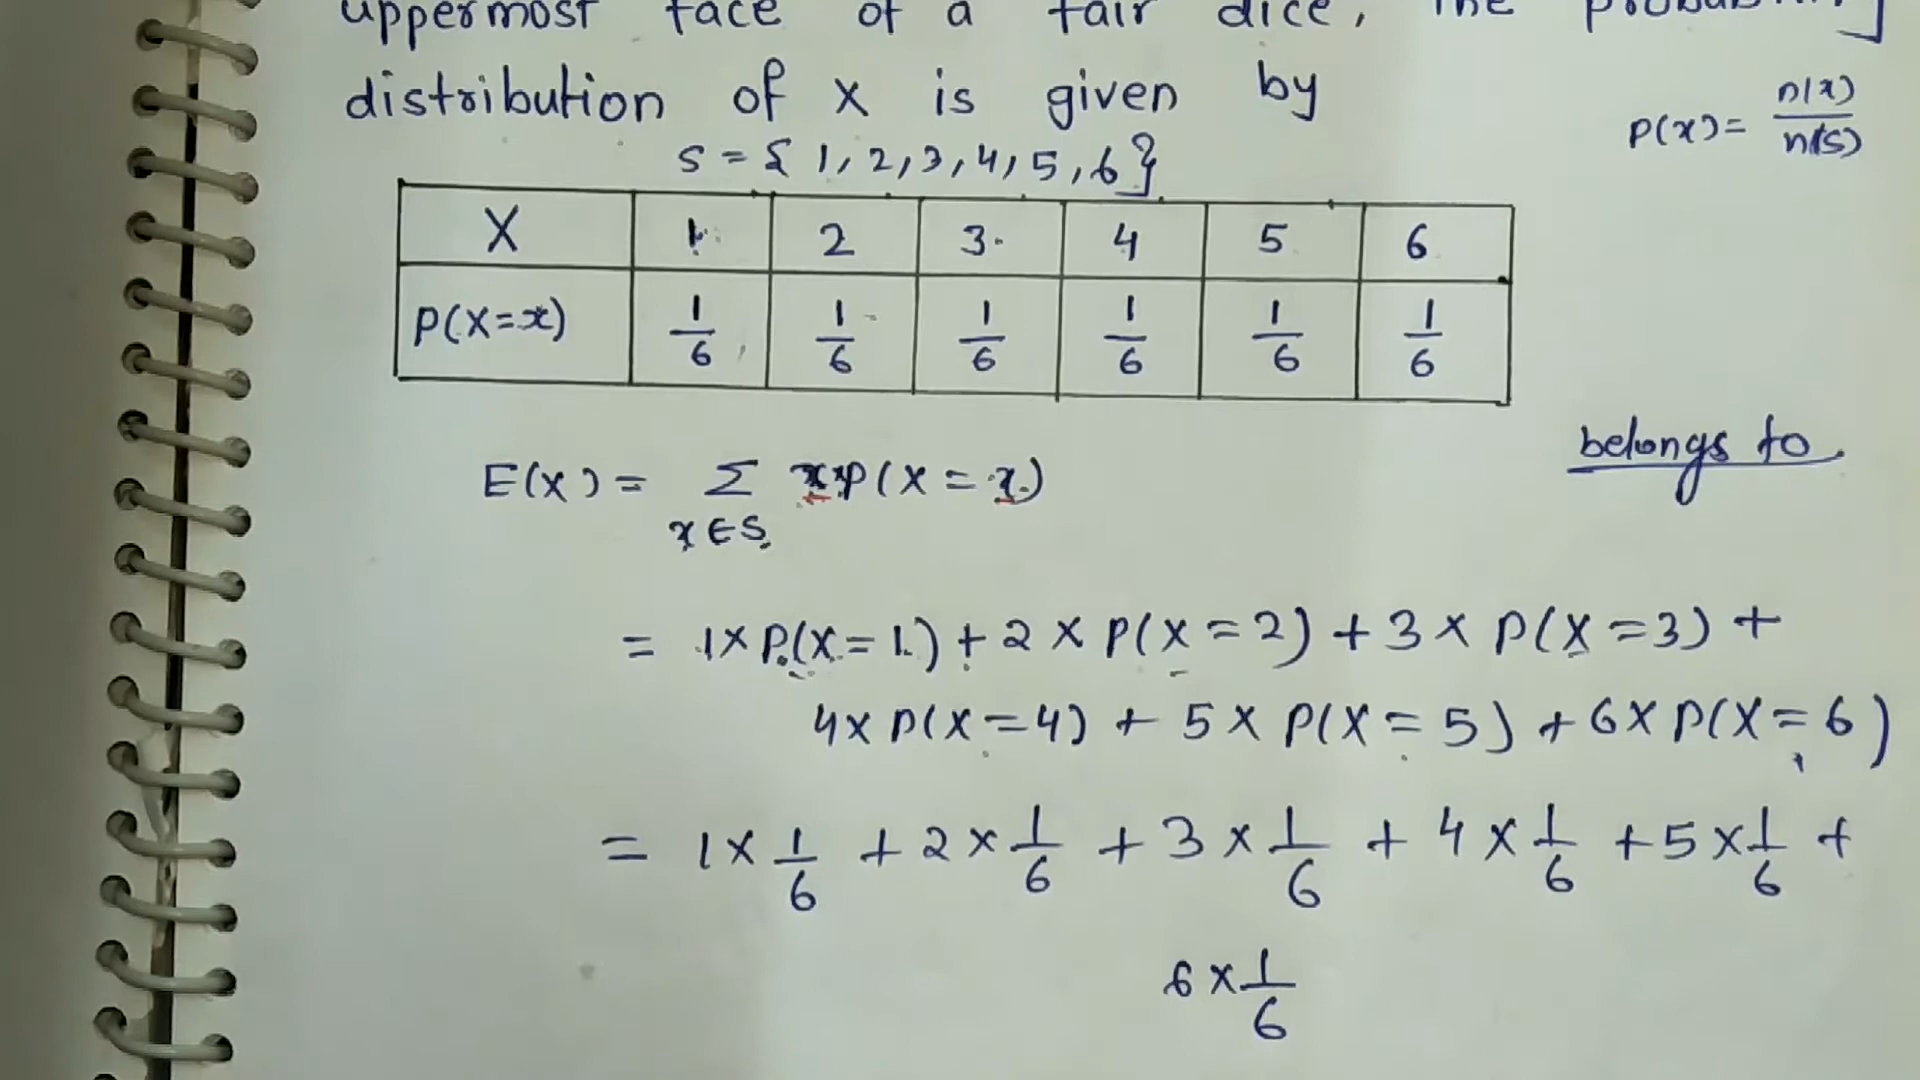 uppermost face of a fair dice, The probability
distribution of X is given by
P(x) = n(x)/n(S)
S = { 1, 2, 3, 4, 5, 6 }
X 1 2 3 4 5 6
P(X=x) 1/6 1/6 1/6 1/6 1/6 1/6
belongs to
E(X) = Σ x×P(X = x)
x∈S
= 1×P(X=1) + 2×P(X=2) + 3×P(X=3) +
4×P(X=4) + 5×P(X=5) + 6×P(X=6)
= 1×1/6 + 2×1/6 + 3×1/6 + 4×1/6 + 5×1/6 +
6×1/6